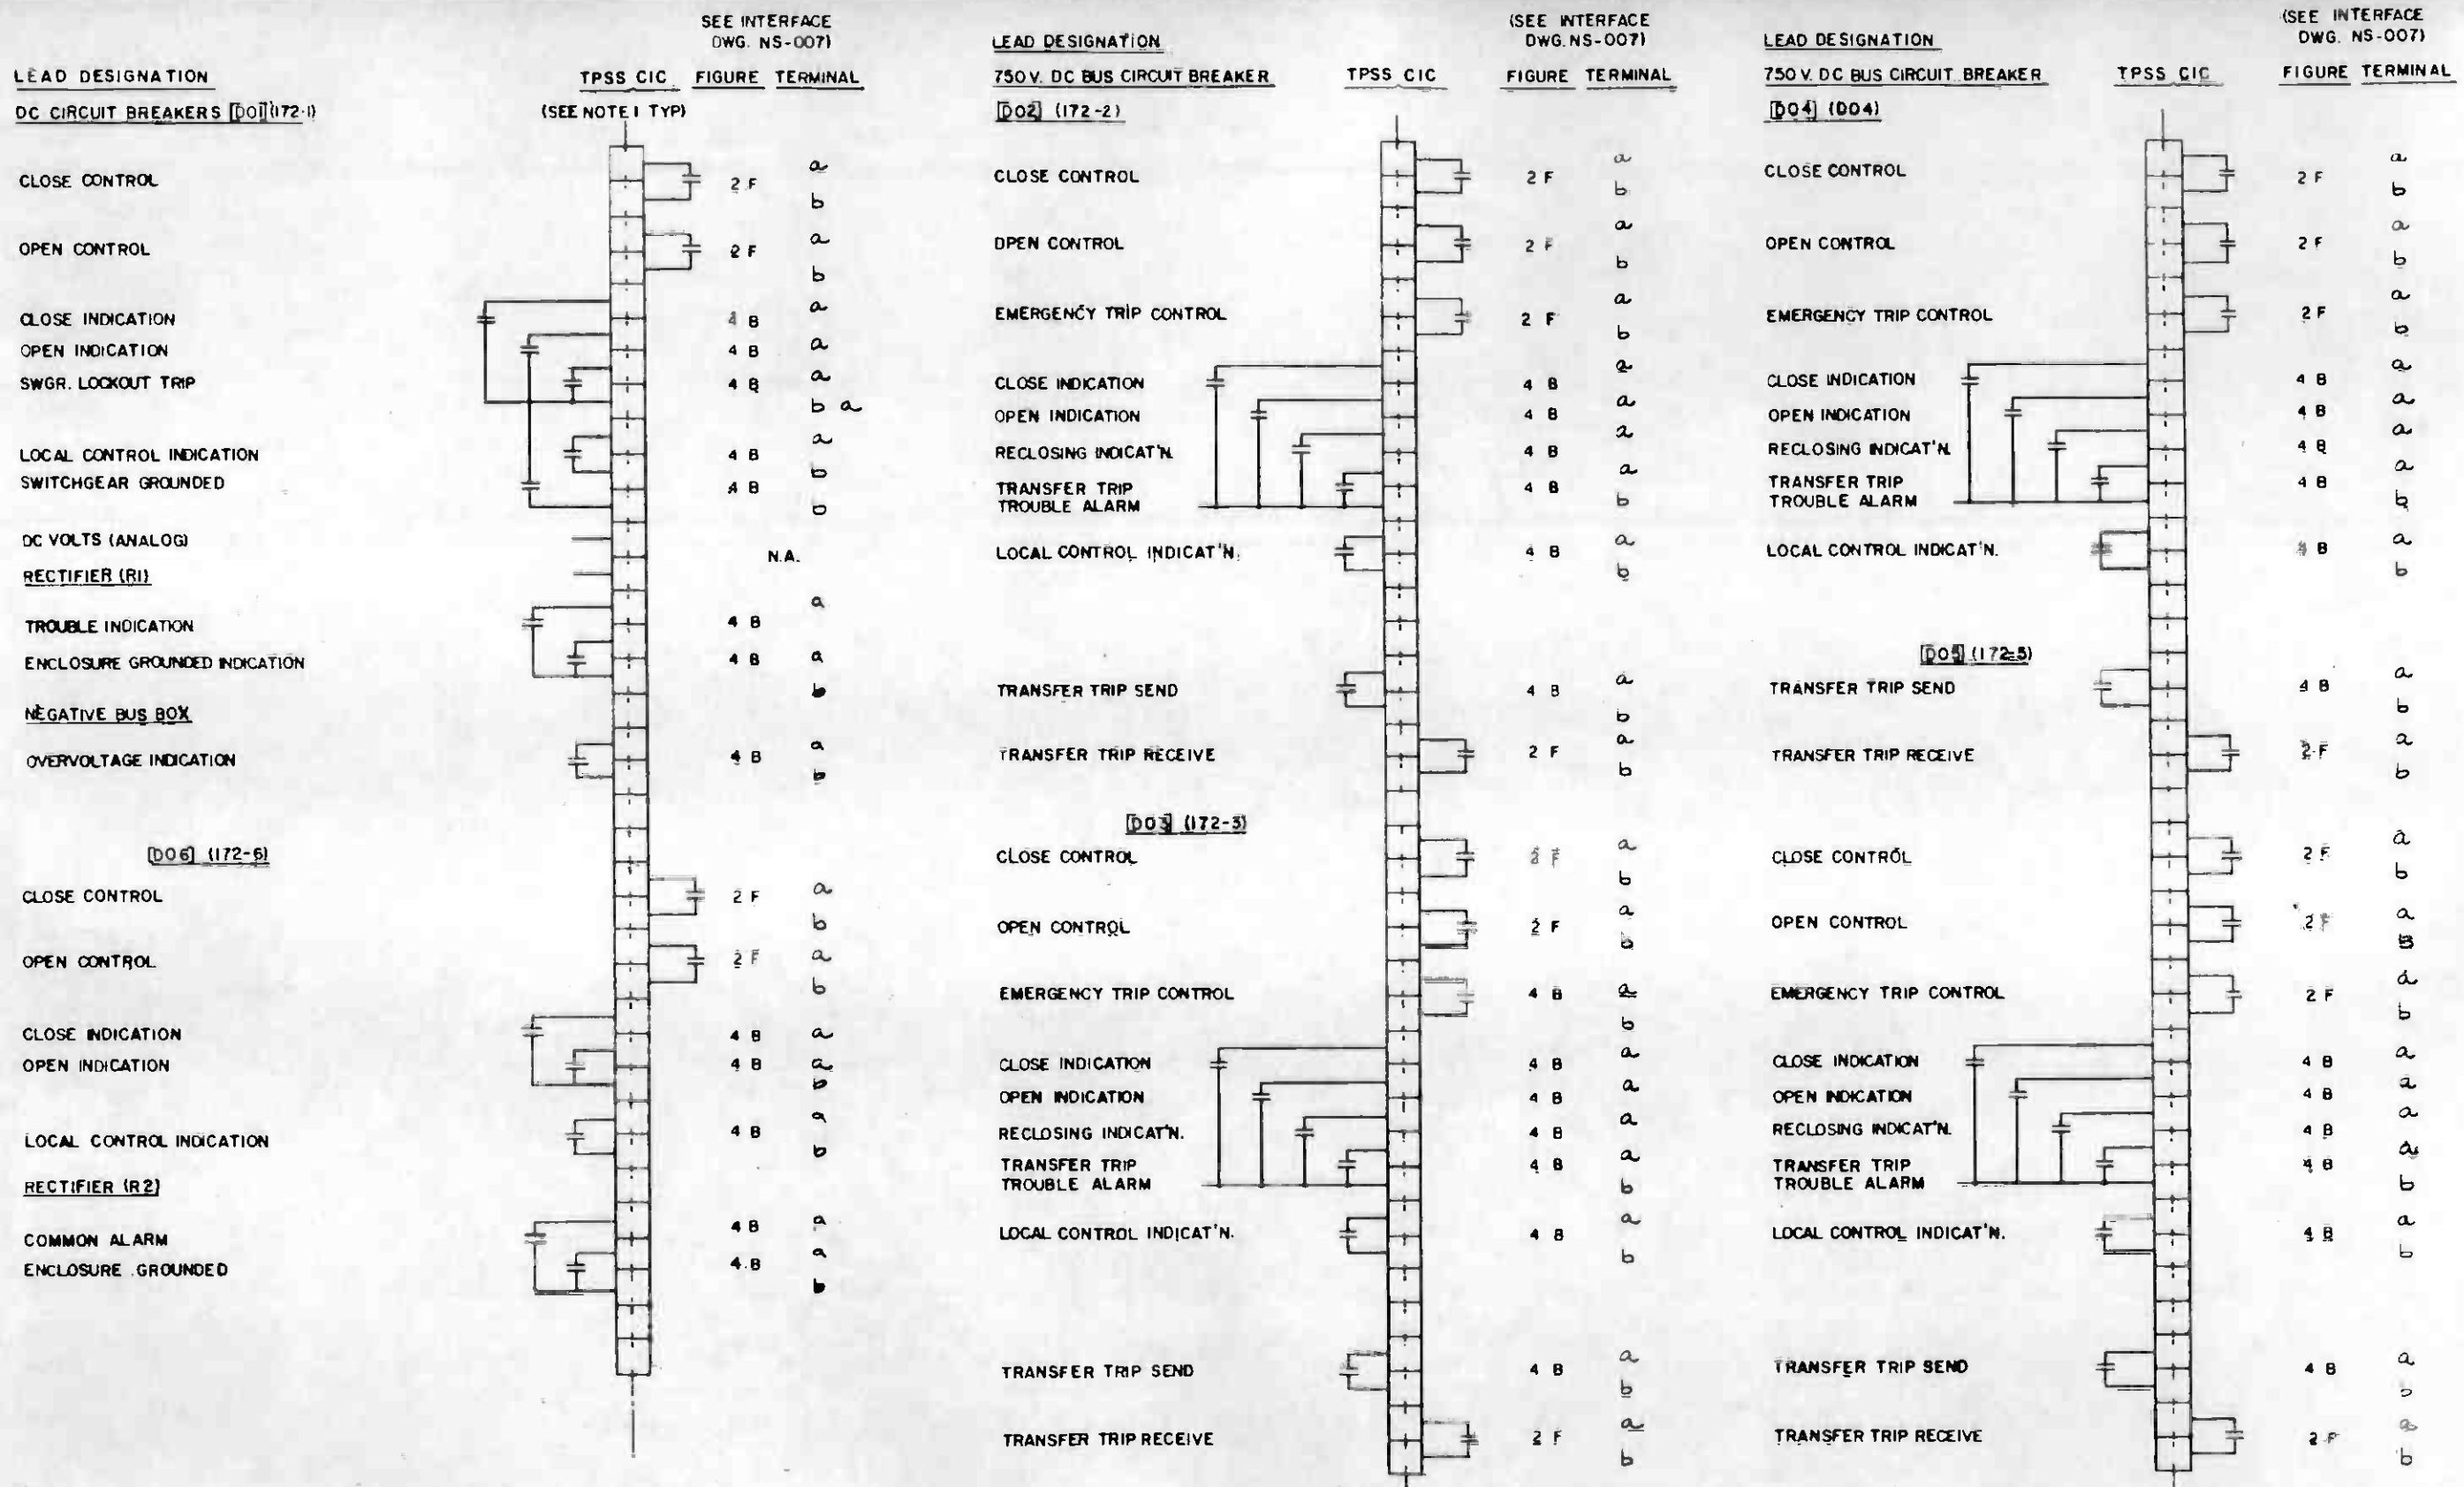 SEE INTERFACE
DWG. NS-007)
LEAD DESIGNATION TPSS CIC FIGURE TERMINAL
DC CIRCUIT BREAKERS [D01](172-1) (SEE NOTE 1 TYP)
CLOSE CONTROL 2 F a
b
OPEN CONTROL 2 F a
b
CLOSE INDICATION 4 B a
OPEN INDICATION 4 B a
SWGR. LOCKOUT TRIP 4 B a
b a
LOCAL CONTROL INDICATION 4 B a
b
SWITCHGEAR GROUNDED 4 B
b
DC VOLTS (ANALOG)
N.A.
RECTIFIER (R1)
TROUBLE INDICATION 4 B a
ENCLOSURE GROUNDED INDICATION 4 B a
b
NEGATIVE BUS BOX
OVERVOLTAGE INDICATION 4 B a
b
[D06] (172-6)
CLOSE CONTROL 2 F a
b
OPEN CONTROL 2 F a
b
CLOSE INDICATION 4 B a
OPEN INDICATION 4 B a
b
LOCAL CONTROL INDICATION 4 B a
b
RECTIFIER (R2)
COMMON ALARM 4 B a
ENCLOSURE GROUNDED 4 B a
b
(SEE INTERFACE
DWG. NS-007)
LEAD DESIGNATION
750 V. DC BUS CIRCUIT BREAKER TPSS CIC FIGURE TERMINAL
[D02] (172-2)
CLOSE CONTROL 2 F a
b
OPEN CONTROL 2 F a
b
EMERGENCY TRIP CONTROL 2 F a
b
CLOSE INDICATION 4 B a
OPEN INDICATION 4 B a
RECLOSING INDICAT'N. 4 B a
TRANSFER TRIP 4 B a
TROUBLE ALARM b
LOCAL CONTROL INDICAT'N. 4 B a
b
TRANSFER TRIP SEND 4 B a
b
TRANSFER TRIP RECEIVE 2 F a
b
[D03] (172-3)
CLOSE CONTROL 2 F a
b
OPEN CONTROL 2 F a
b
EMERGENCY TRIP CONTROL 4 B a
b
CLOSE INDICATION 4 B a
OPEN INDICATION 4 B a
RECLOSING INDICAT'N. 4 B a
TRANSFER TRIP 4 B a
TROUBLE ALARM b
LOCAL CONTROL INDICAT'N. 4 B a
b
TRANSFER TRIP SEND 4 B a
b
TRANSFER TRIP RECEIVE 2 F a
b
(SEE INTERFACE
DWG. NS-007)
LEAD DESIGNATION
750 V. DC BUS CIRCUIT BREAKER TPSS CIC FIGURE TERMINAL
[D04] (D04)
CLOSE CONTROL 2 F a
b
OPEN CONTROL 2 F a
b
EMERGENCY TRIP CONTROL 2 F a
b
CLOSE INDICATION 4 B a
OPEN INDICATION 4 B a
RECLOSING INDICAT'N. 4 B a
TRANSFER TRIP 4 B a
TROUBLE ALARM b
LOCAL CONTROL INDICAT'N. 4 B a
b
[D05] (172-5)
TRANSFER TRIP SEND 4 B a
b
TRANSFER TRIP RECEIVE 2 F a
b
CLOSE CONTROL 2 F a
b
OPEN CONTROL 2 F a
B
EMERGENCY TRIP CONTROL 2 F a
b
CLOSE INDICATION 4 B a
OPEN INDICATION 4 B a
RECLOSING INDICAT'N. 4 B a
TRANSFER TRIP 4 B a
TROUBLE ALARM b
LOCAL CONTROL INDICAT'N. 4 B a
b
TRANSFER TRIP SEND 4 B a
b
TRANSFER TRIP RECEIVE 2 F a
b